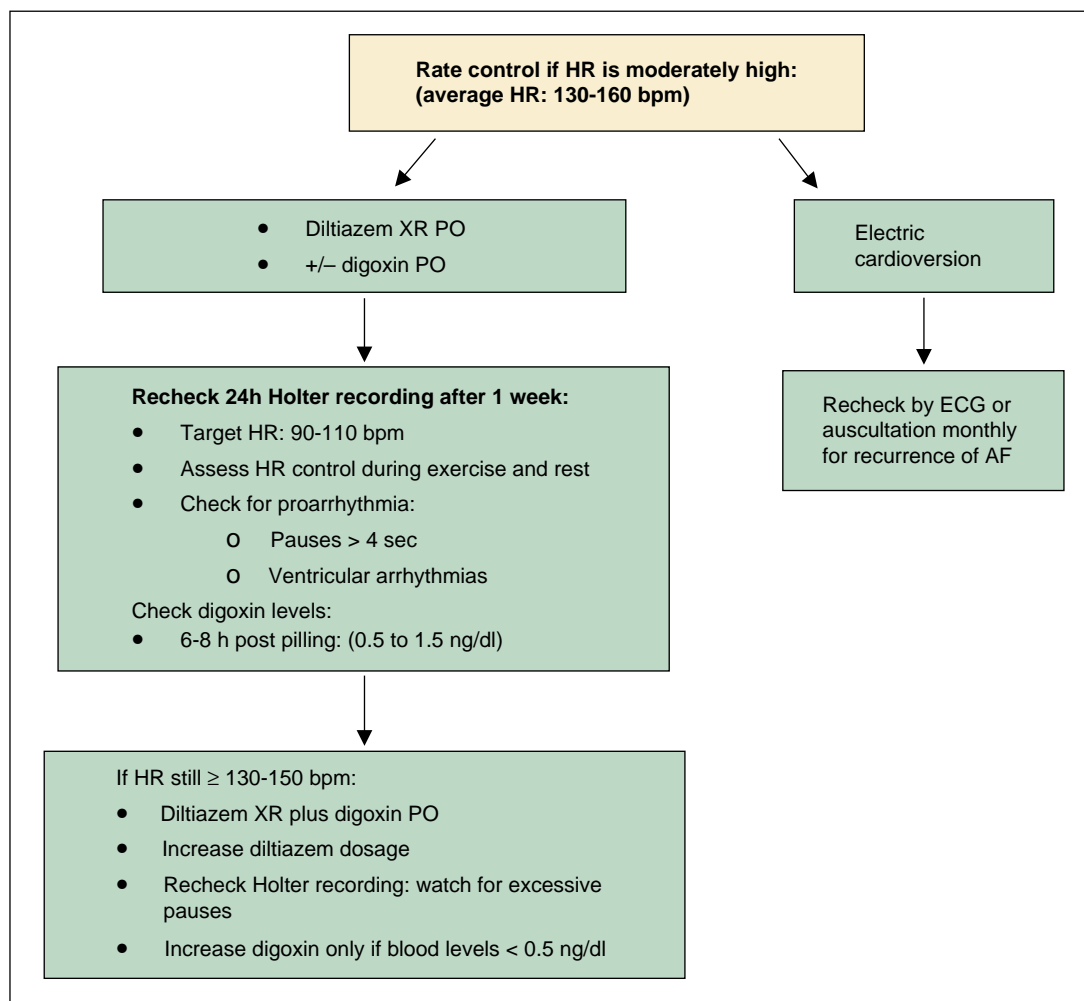 Rate control if HR is moderately high:
(average HR: 130-160 bpm)
• Diltiazem XR PO
• +/– digoxin PO
Electric
cardioversion
Recheck 24h Holter recording after 1 week:
• Target HR: 90-110 bpm
• Assess HR control during exercise and rest
• Check for proarrhythmia:
o Pauses > 4 sec
o Ventricular arrhythmias
Check digoxin levels:
• 6-8 h post pilling: (0.5 to 1.5 ng/dl)
Recheck by ECG or
auscultation monthly
for recurrence of AF
If HR still ≥ 130-150 bpm:
• Diltiazem XR plus digoxin PO
• Increase diltiazem dosage
• Recheck Holter recording: watch for excessive
pauses
• Increase digoxin only if blood levels < 0.5 ng/dl